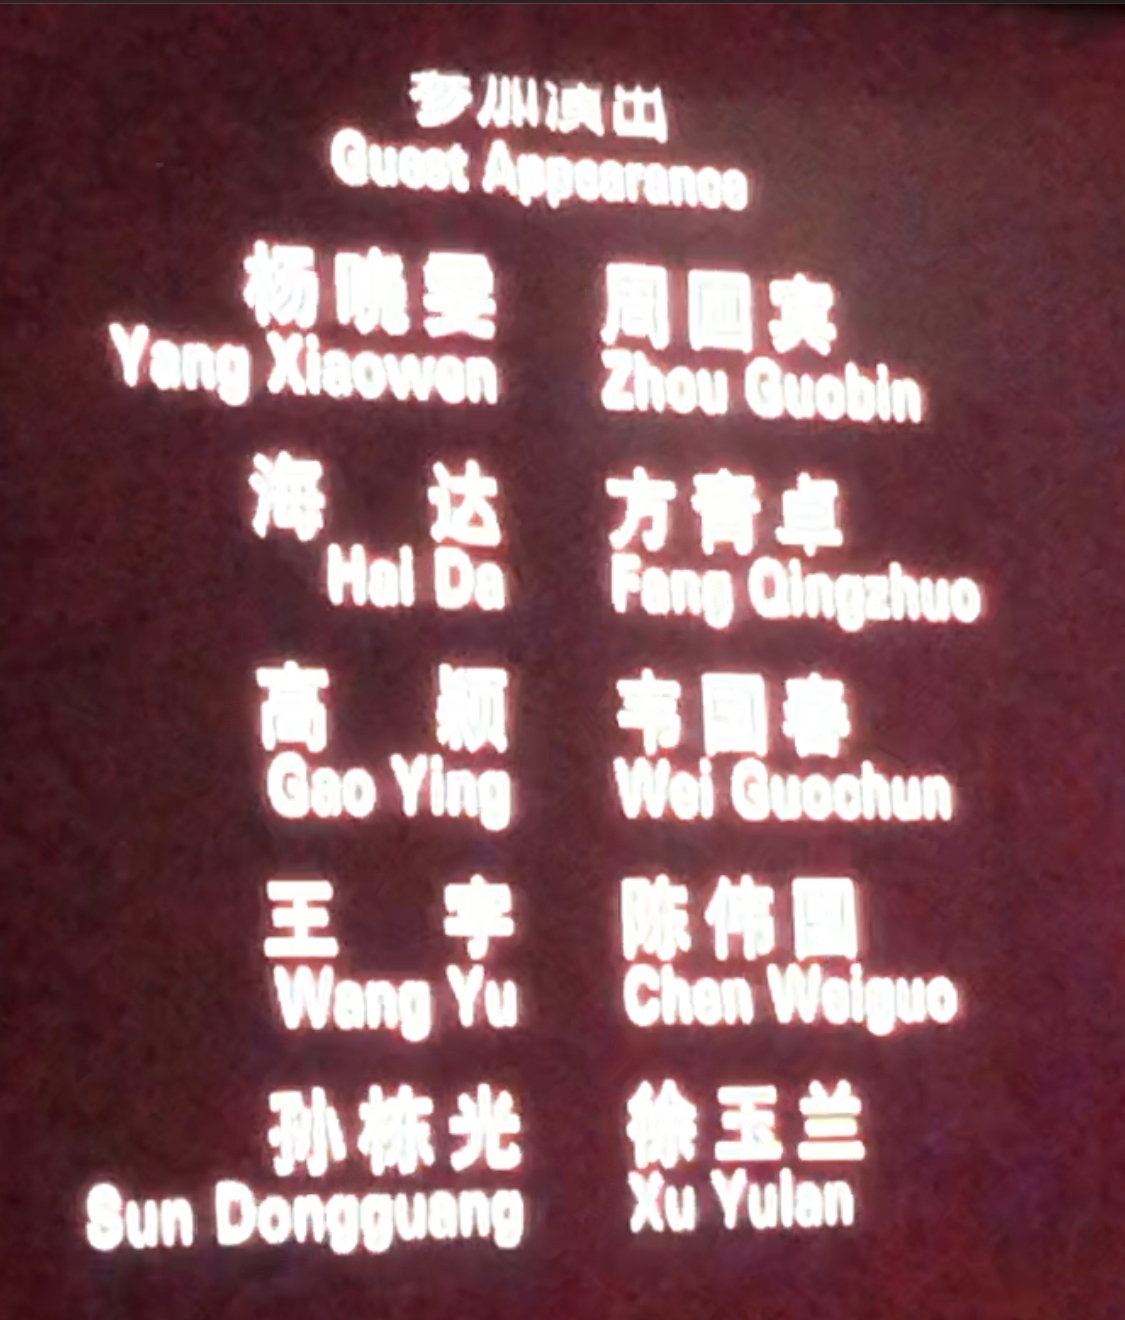 参加演出
Guest Appearance
杨晓雯 周国宾
Yang Xiaowen Zhou Guobin
海 达 方青卓
Hai Da Fang Qingzhuo
高 颖 韦国春
Gao Ying Wei Guochun
王 宇 陈伟国
Wang Yu Chen Weiguo
孙栋光 徐玉兰
Sun Dongguang Xu Yulan